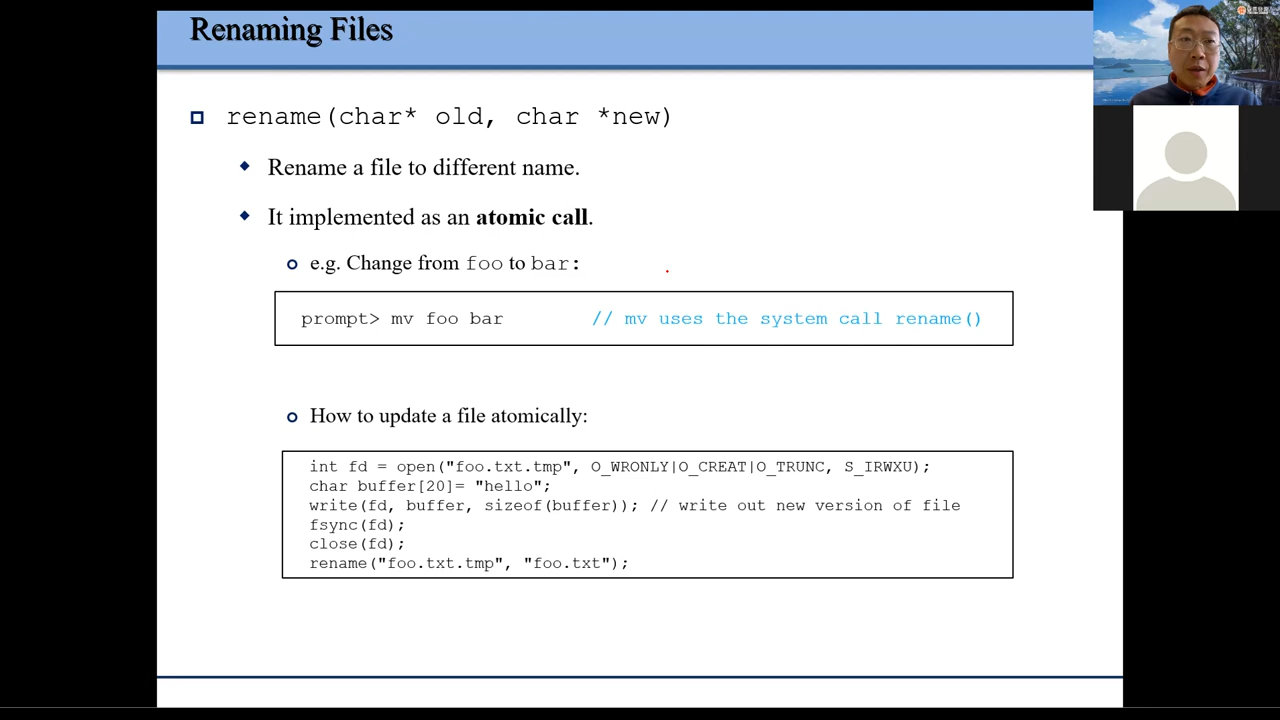 Renaming Files
rename(char* old, char *new)
Rename a file to different name.
It implemented as an atomic call.
e.g. Change from foo to bar:
prompt> mv foo bar // mv uses the system call rename()
How to update a file atomically:
int fd = open("foo.txt.tmp", O_WRONLY|O_CREAT|O_TRUNC, S_IRWXU);
char buffer[20]= "hello";
write(fd, buffer, sizeof(buffer)); // write out new version of file
fsync(fd);
close(fd);
rename("foo.txt.tmp", "foo.txt");